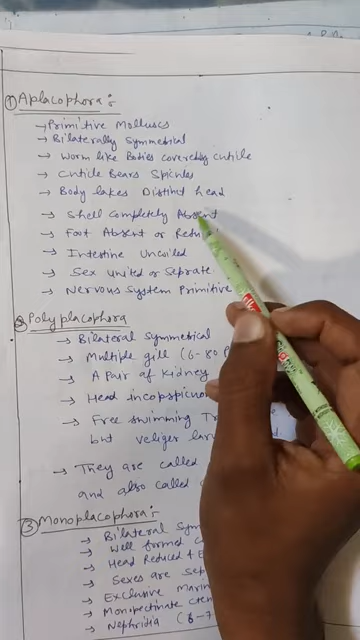 ① Aplacophora :-
→ Primitive Molluscs
→ Bilaterally Symmetrical
→ Worm like Bodies covered by cuticle
→ Cuticle Bears Spicules
→ Body lakes Distinct head
→ Shell Completely Absent
→ Foot Absent or
→ Intestine Uncoiled
→ Sex United or Seprate
→ Nervous System Primitive
② Polyplacophora
→ Bilateral Symmetrical
→ Multiple gill (6-80
→ A Pair of Kidney
→ Head
→ Free swimming
but veliger
→ They are called
and also called
③ Monoplacophora :-
→ Bilateral
→ Well formed
→ Head Reduced +
→ Sexes are
→ Exclusive
→ Monopectinate
→ Nephridia